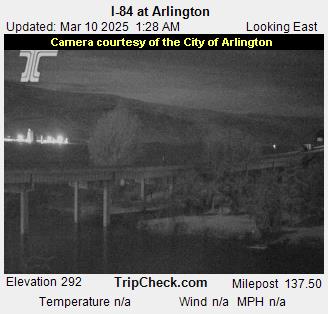 I-84 at Arlington
Updated: Mar 10 2025 1:28 AM Looking East
Camera courtesy of the City of Arlington
Elevation 292 TripCheck.com Milepost 137.50
Temperature n/a Wind n/a MPH n/a